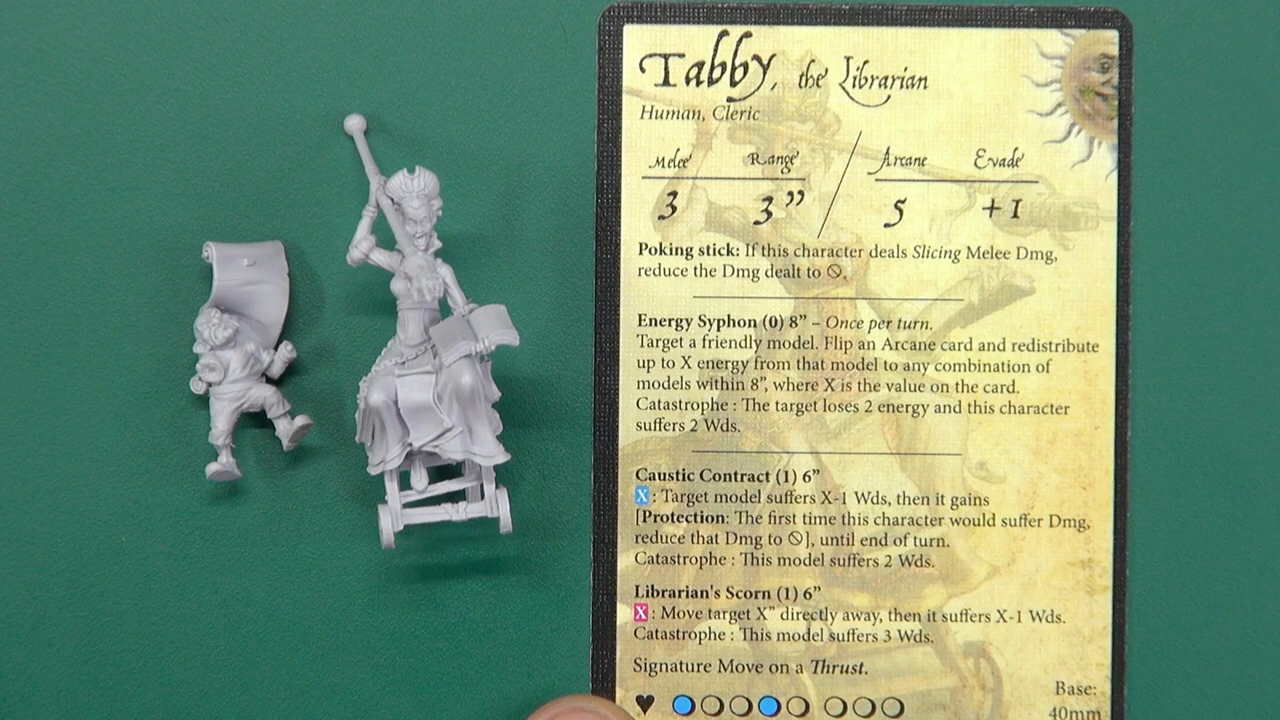 Tabby, the Librarian
Human, Cleric
Melee Range Arcane Evade
3 3” 5 +1
Poking stick: If this character deals Slicing Melee Dmg,
reduce the Dmg dealt to 🛇.
Energy Syphon (0) 8” – Once per turn.
Target a friendly model. Flip an Arcane card and redistribute
up to X energy from that model to any combination of
models within 8”, where X is the value on the card.
Catastrophe : The target loses 2 energy and this character
suffers 2 Wds.
Caustic Contract (1) 6”
X : Target model suffers X-1 Wds, then it gains
[Protection: The first time this character would suffer Dmg,
reduce that Dmg to 🛇], until end of turn.
Catastrophe : This model suffers 2 Wds.
Librarian's Scorn (1) 6”
X : Move target X” directly away, then it suffers X-1 Wds.
Catastrophe : This model suffers 3 Wds.
Signature Move on a Thrust.
Base:
40mm